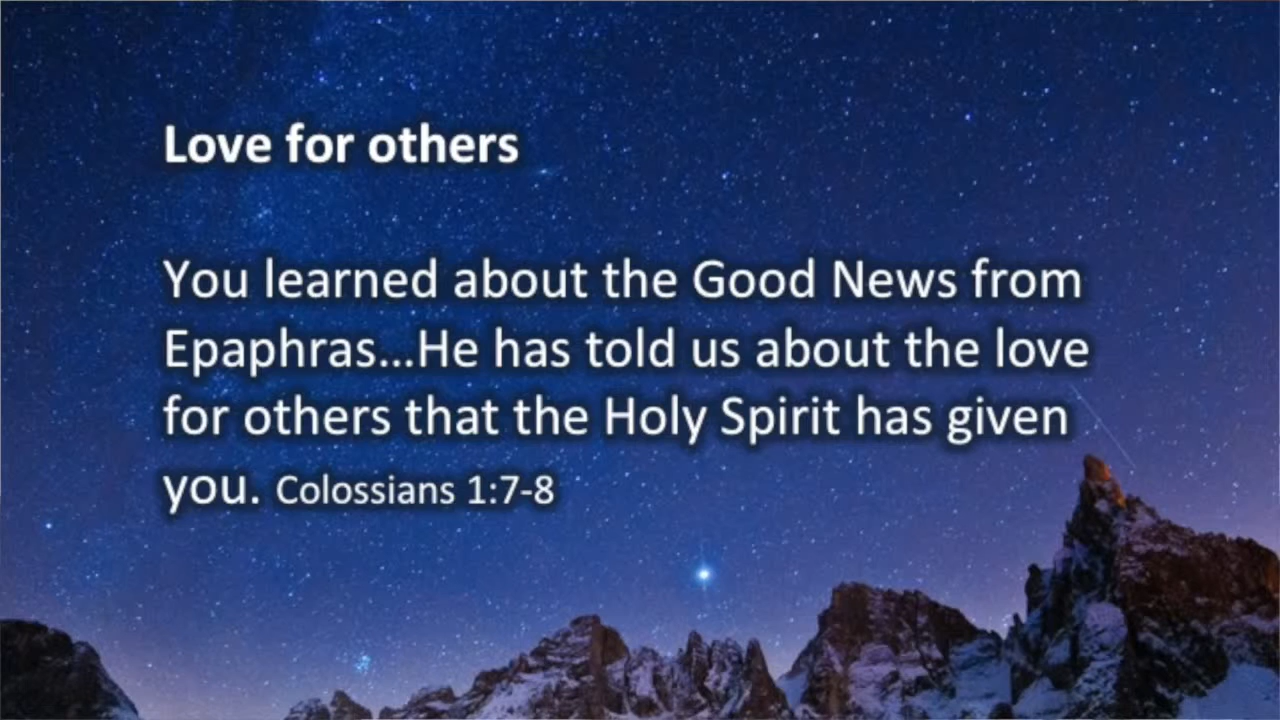 Love for others
You learned about the Good News from
Epaphras...He has told us about the love
for others that the Holy Spirit has given
you. Colossians 1:7-8